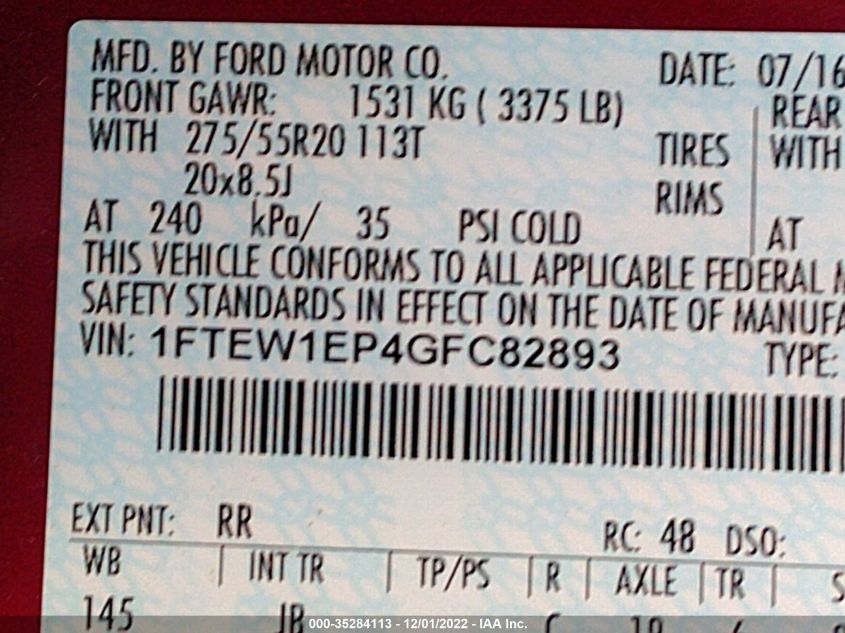 MFD. BY FORD MOTOR CO.
DATE: 07/16
FRONT GAWR: 1531 KG ( 3375 LB)
REAR
WITH 275/55R20 113T TIRES WITH
20x8.5J RIMS
AT 240 kPa/ 35 PSI COLD AT
THIS VEHICLE CONFORMS TO ALL APPLICABLE FEDERAL
SAFETY STANDARDS IN EFFECT ON THE DATE OF MANUFA
VIN: 1FTEW1EP4GFC82893 TYPE:
EXT PNT: RR RC: 48 DSO:
WB INT TR TP/PS R AXLE TR S
145 JB
000-35284113 - 12/01/2022 - IAA Inc.